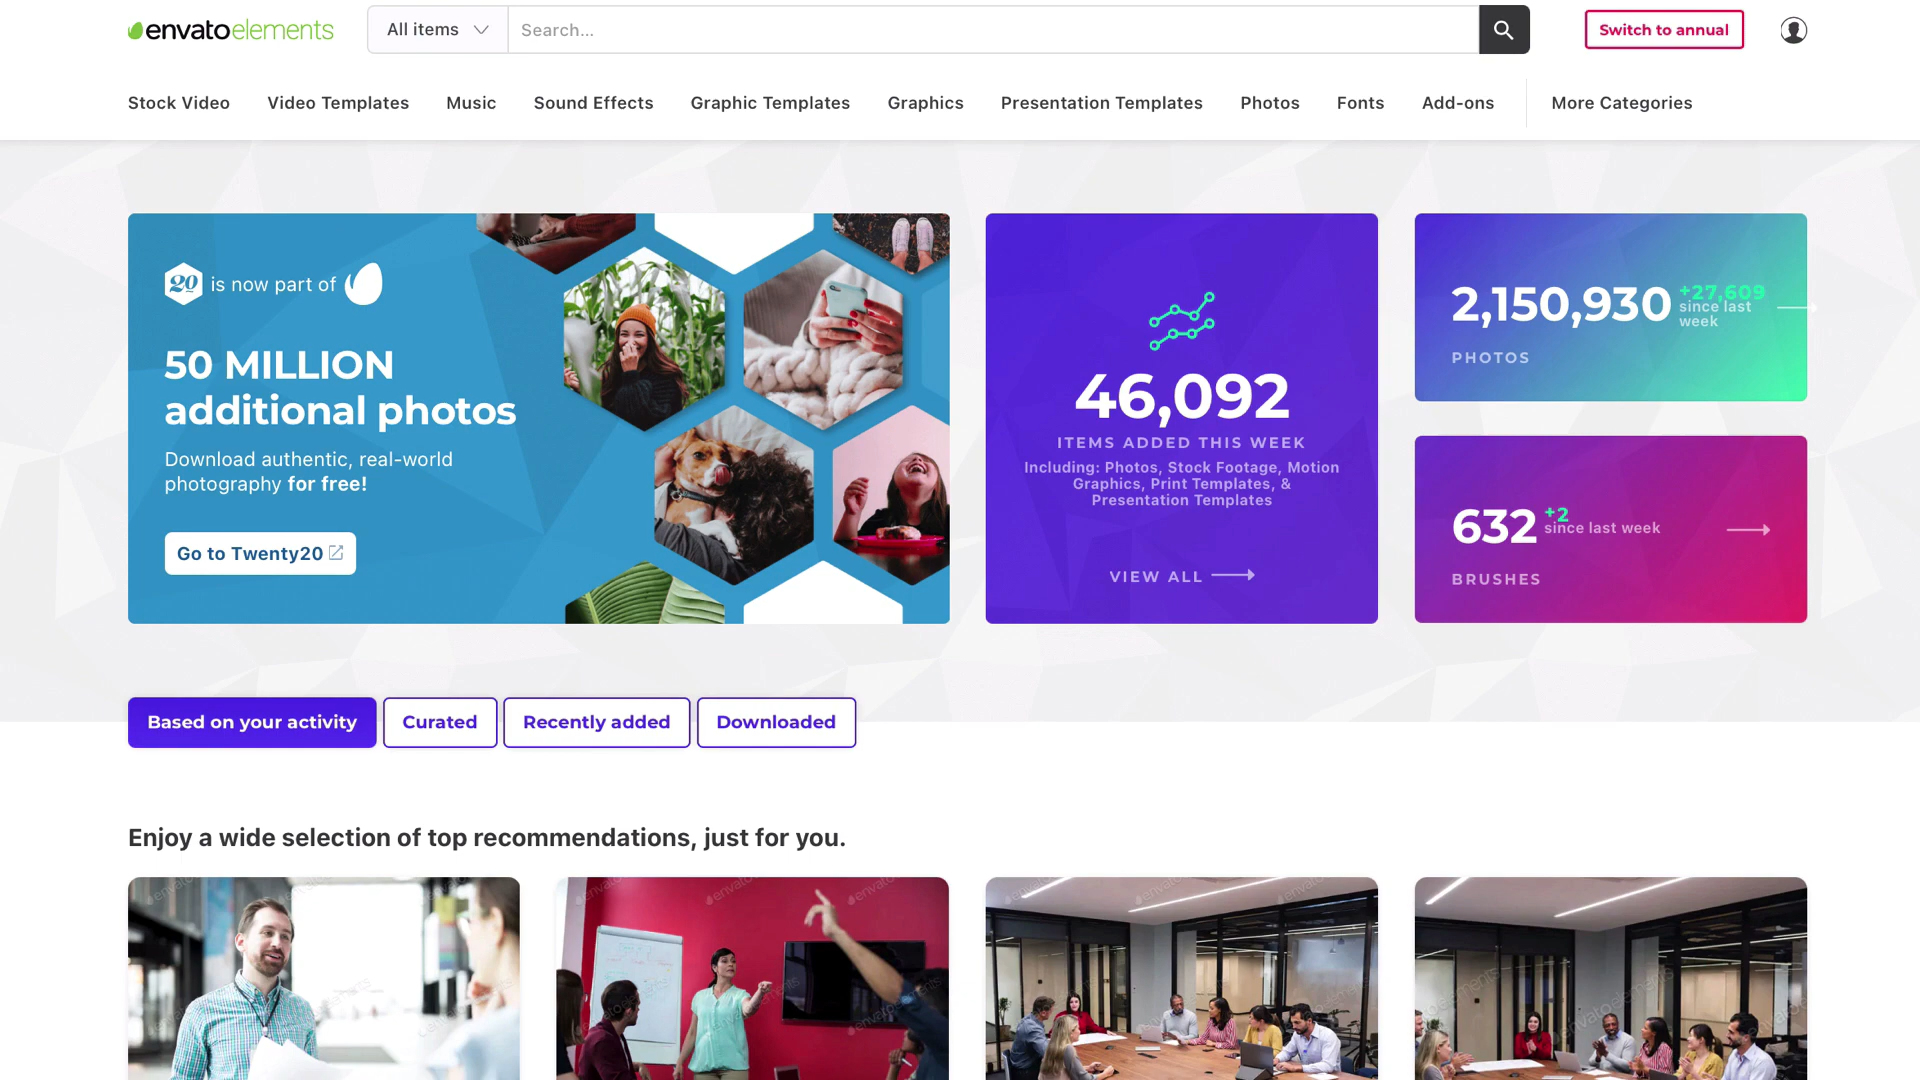 envatoelements
All items
Search...
Switch to annual
Stock Video
Video Templates
Music
Sound Effects
Graphic Templates
Graphics
Presentation Templates
Photos
Fonts
Add-ons
More Categories
20 is now part of
50 MILLION
additional photos
Download authentic, real-world
photography for free!
Go to Twenty20
46,092
ITEMS ADDED THIS WEEK
Including: Photos, Stock Footage, Motion
Graphics, Print Templates, &
Presentation Templates
VIEW ALL
2,150,930
+27,609
since last
week
PHOTOS
632
+2
since last week
BRUSHES
Based on your activity
Curated
Recently added
Downloaded
Enjoy a wide selection of top recommendations, just for you.